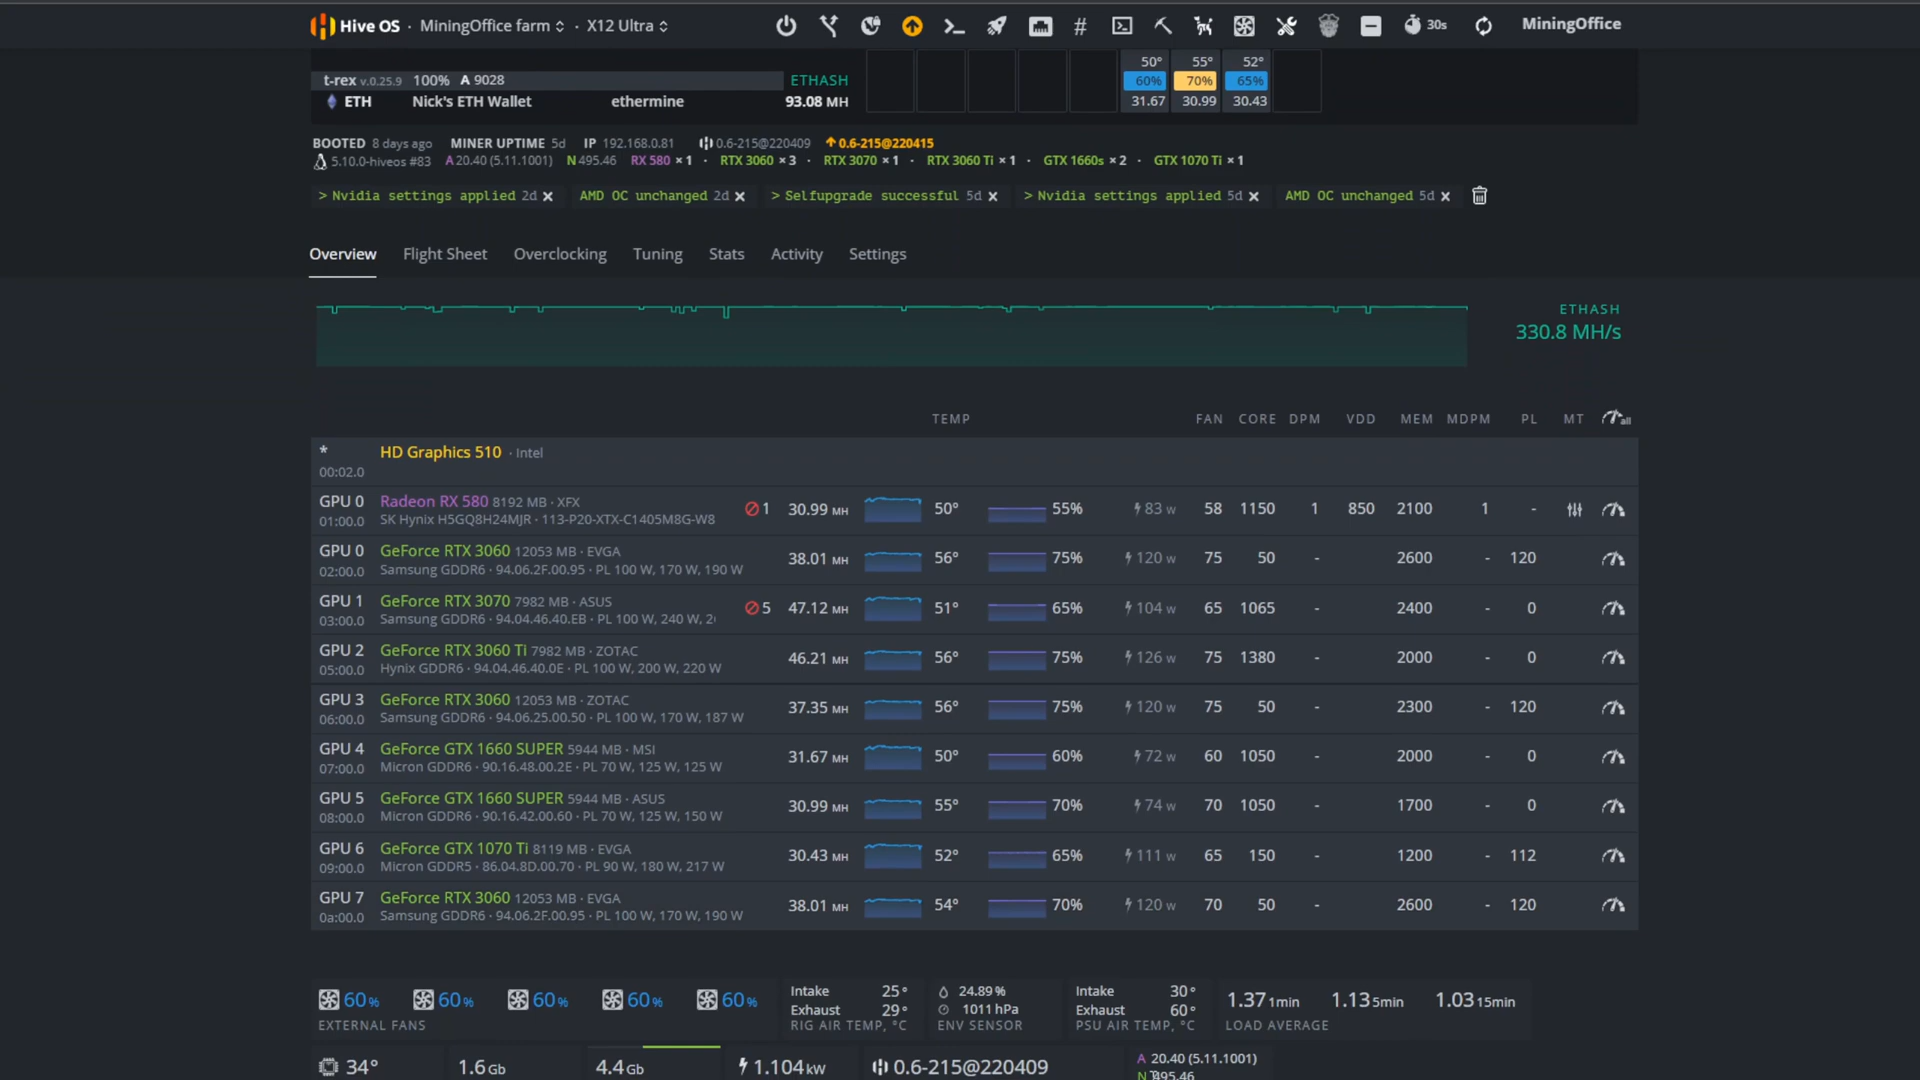 Hive OS · MiningOffice farm · X12 Ultra
30s
MiningOffice
t-rex v.0.25.9 100% A 9028 ETHASH
ETH Nick's ETH Wallet ethermine 93.08 MH
50° 55° 52°
60% 70% 65%
31.67 30.99 30.43
BOOTED 8 days ago MINER UPTIME 5d IP 192.168.0.81 0.6-215@220409 0.6-215@220415
5.10.0-hiveos #83 A 20.40 (5.11.1001) N 495.46 RX 580 × 1 · RTX 3060 × 3 · RTX 3070 × 1 · RTX 3060 Ti × 1 · GTX 1660s × 2 · GTX 1070 Ti × 1
> Nvidia settings applied 2d × AMD OC unchanged 2d × > Selfupgrade successful 5d × > Nvidia settings applied 5d × AMD OC unchanged 5d ×
Overview Flight Sheet Overclocking Tuning Stats Activity Settings
ETHASH
330.8 MH/s
TEMP FAN CORE DPM VDD MEM MDPM PL MT all
* HD Graphics 510 · Intel
00:02.0
GPU 0 Radeon RX 580 8192 MB · XFX 1 30.99 MH 50° 55% 83 w 58 1150 1 850 2100 1 -
01:00.0 SK Hynix H5GQ8H24MJR · 113-P20-XTX-C1405M8G-W8
GPU 0 GeForce RTX 3060 12053 MB · EVGA 38.01 MH 56° 75% 120 w 75 50 - 2600 - 120
02:00.0 Samsung GDDR6 · 94.06.2F.00.95 · PL 100 W, 170 W, 190 W
GPU 1 GeForce RTX 3070 7982 MB · ASUS 5 47.12 MH 51° 65% 104 w 65 1065 - 2400 - 0
03:00.0 Samsung GDDR6 · 94.04.46.40.EB · PL 100 W, 240 W, 2
GPU 2 GeForce RTX 3060 Ti 7982 MB · ZOTAC 46.21 MH 56° 75% 126 w 75 1380 - 2000 - 0
05:00.0 Hynix GDDR6 · 94.04.46.40.0E · PL 100 W, 200 W, 220 W
GPU 3 GeForce RTX 3060 12053 MB · ZOTAC 37.35 MH 56° 75% 120 w 75 50 - 2300 - 120
06:00.0 Samsung GDDR6 · 94.06.25.00.50 · PL 100 W, 170 W, 187 W
GPU 4 GeForce GTX 1660 SUPER 5944 MB · MSI 31.67 MH 50° 60% 72 w 60 1050 - 2000 - 0
07:00.0 Micron GDDR6 · 90.16.48.00.2E · PL 70 W, 125 W, 125 W
GPU 5 GeForce GTX 1660 SUPER 5944 MB · ASUS 30.99 MH 55° 70% 74 w 70 1050 - 1700 - 0
08:00.0 Micron GDDR6 · 90.16.42.00.60 · PL 70 W, 125 W, 150 W
GPU 6 GeForce GTX 1070 Ti 8119 MB · EVGA 30.43 MH 52° 65% 111 w 65 150 - 1200 - 112
09:00.0 Micron GDDR5 · 86.04.8D.00.70 · PL 90 W, 180 W, 217 W
GPU 7 GeForce RTX 3060 12053 MB · EVGA 38.01 MH 54° 70% 120 w 70 50 - 2600 - 120
0a:00.0 Samsung GDDR6 · 94.06.2F.00.95 · PL 100 W, 170 W, 190 W
60 % 60 % 60 % 60 % 60 %
EXTERNAL FANS
Intake 25°
Exhaust 29°
RIG AIR TEMP, °C
24.89 %
1011 hPa
ENV SENSOR
Intake 30°
Exhaust 60°
PSU AIR TEMP, °C
1.37 1min 1.13 5min 1.03 15min
LOAD AVERAGE
34° 1.6 Gb 4.4 Gb 1.104 kW 0.6-215@220409
A 20.40 (5.11.1001)
N 495.46